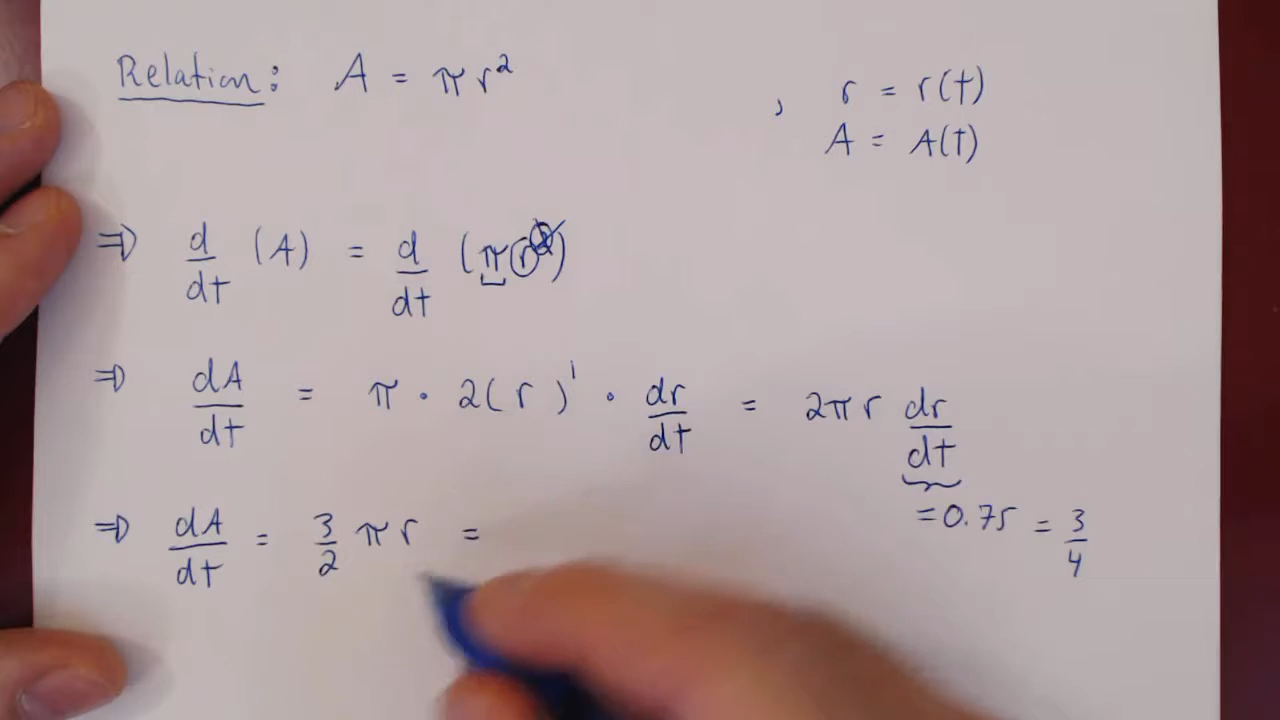 Relation: A = πr²
, r = r(t)
A = A(t)
⇒ d/dt (A) = d/dt (πr²)
⇒ dA/dt = π · 2(r)¹ · dr/dt = 2πr dr/dt
= 0.75 = 3/4
⇒ dA/dt = 3/2 πr =